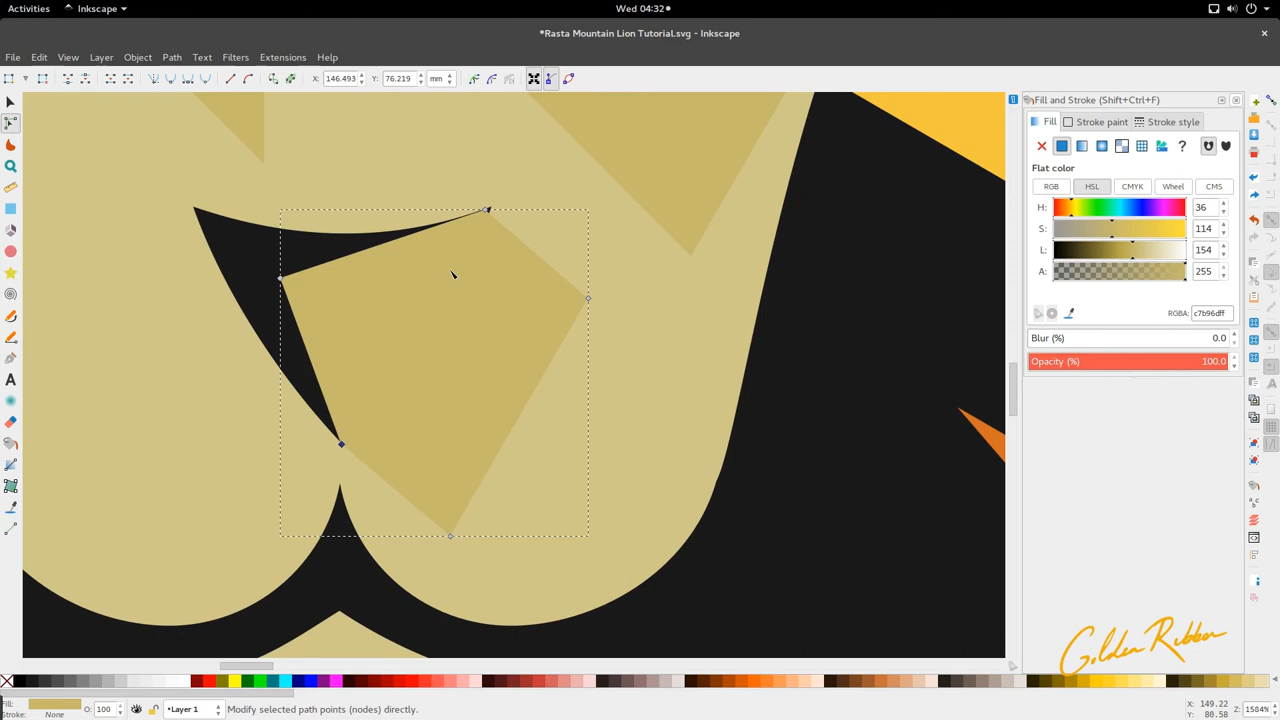 Activities
Inkscape
Wed 04:32
*Rasta Mountain Lion Tutorial.svg - Inkscape
File Edit View Layer Object Path Text Filters Extensions Help
X: 146.493 Y: 76.219 mm
Fill and Stroke (Shift+Ctrl+F)
Fill Stroke paint Stroke style
?
Flat color
RGB HSL CMYK Wheel CMS
H: 36
S: 114
L: 154
A: 255
RGBA: c7b96dff
Blur (%) 0.0
Opacity (%) 100.0
Golden Ribbon
Fill:
Stroke: None
O: 100
•Layer 1
Modify selected path points (nodes) directly.
X: 149.22
Y: 80.58
Z: 1584%